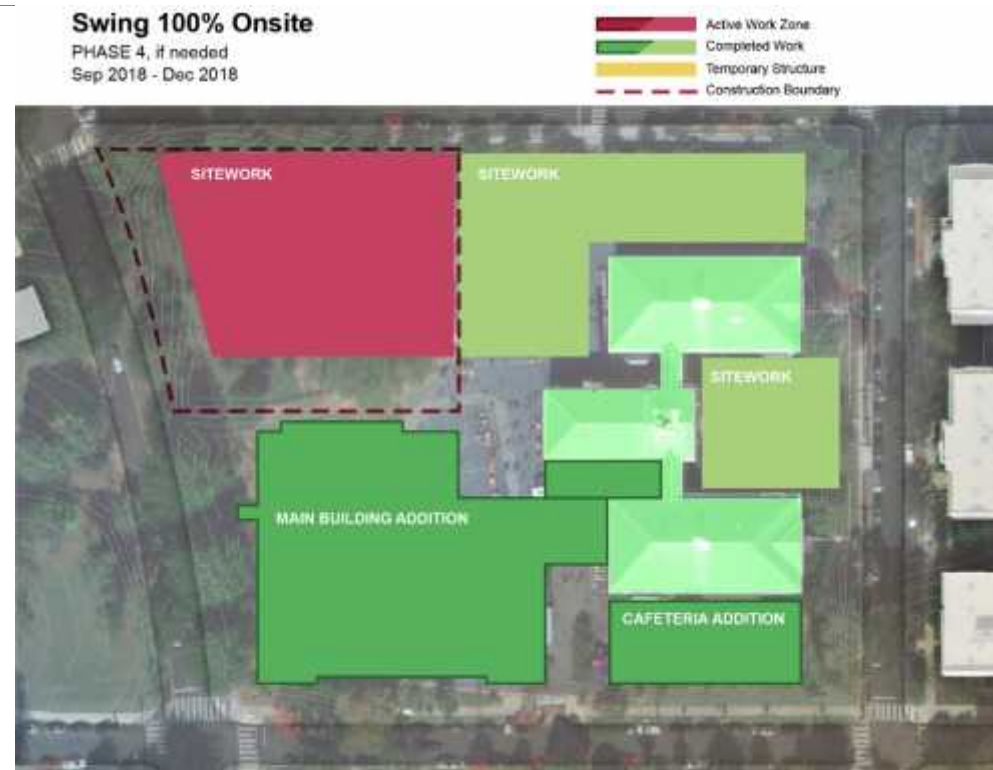 Swing 100% Onsite
PHASE 4, if needed
Sep 2018 - Dec 2018
Active Work Zone
Completed Work
Temporary Structure
Construction Boundary
SITEWORK
SITEWORK
SITEWORK
MAIN BUILDING ADDITION
CAFETERIA ADDITION